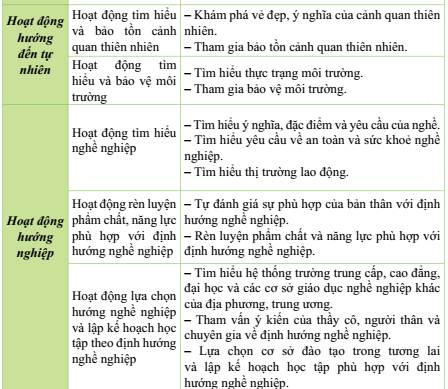 Hoạt động
hướng
đến tự
nhiên
Hoạt động tìm hiểu
và bảo tồn cảnh
quan thiên nhiên
– Khám phá vẻ đẹp, ý nghĩa của cảnh quan thiên
nhiên.
– Tham gia bảo tồn cảnh quan thiên nhiên.
Hoạt động tìm
hiểu và bảo vệ môi
trường
– Tìm hiểu thực trạng môi trường.
– Tham gia bảo vệ môi trường.
Hoạt động
hướng
nghiệp
Hoạt động tìm hiểu
nghề nghiệp
– Tìm hiểu ý nghĩa, đặc điểm và yêu cầu của nghề.
– Tìm hiểu yêu cầu về an toàn và sức khoẻ nghề
nghiệp.
– Tìm hiểu thị trường lao động.
Hoạt động rèn luyện
phẩm chất, năng lực
phù hợp với định
hướng nghề nghiệp
– Tự đánh giá sự phù hợp của bản thân với định
hướng nghề nghiệp.
– Rèn luyện phẩm chất và năng lực phù hợp với
định hướng nghề nghiệp.
Hoạt động lựa chọn
hướng nghề nghiệp
và lập kế hoạch học
tập theo định hướng
nghề nghiệp
– Tìm hiểu hệ thống trường trung cấp, cao đẳng,
đại học và các cơ sở giáo dục nghề nghiệp khác
của địa phương, trung ương.
– Tham vấn ý kiến của thầy cô, người thân và
chuyên gia về định hướng nghề nghiệp.
– Lựa chọn cơ sở đào tạo trong tương lai
và lập kế hoạch học tập phù hợp với định
hướng nghề nghiệp.